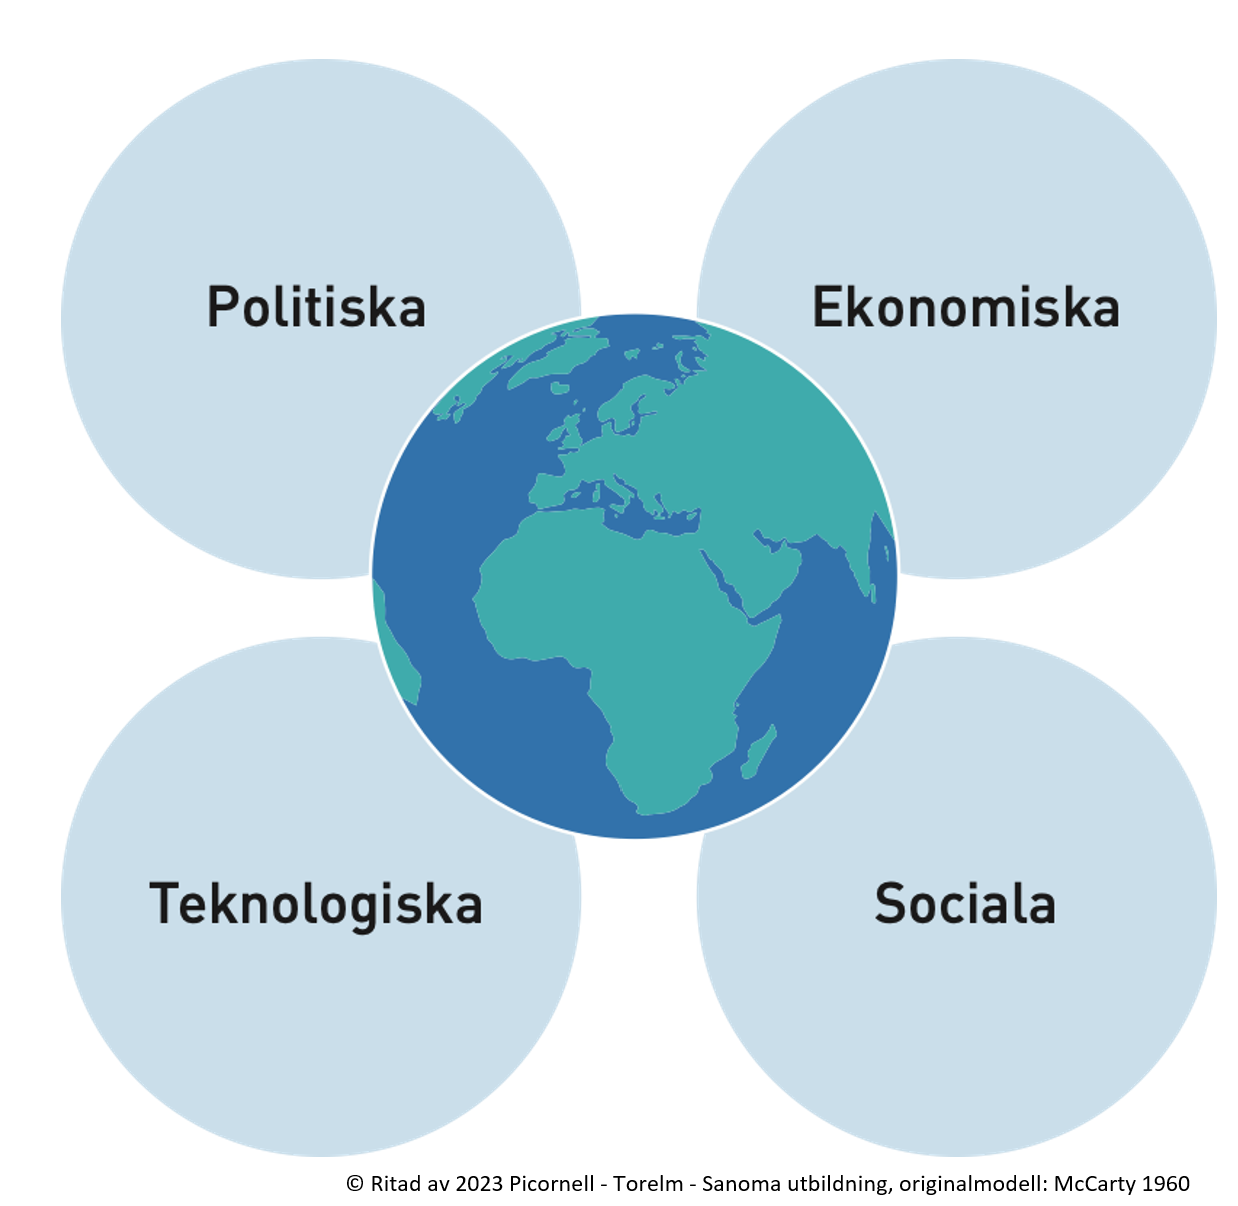 Politiska
Ekonomiska
Teknologiska
Sociala
© Ritad av 2023 Picornell - Torelm - Sanoma utbildning, originalmodell: McCarty 1960